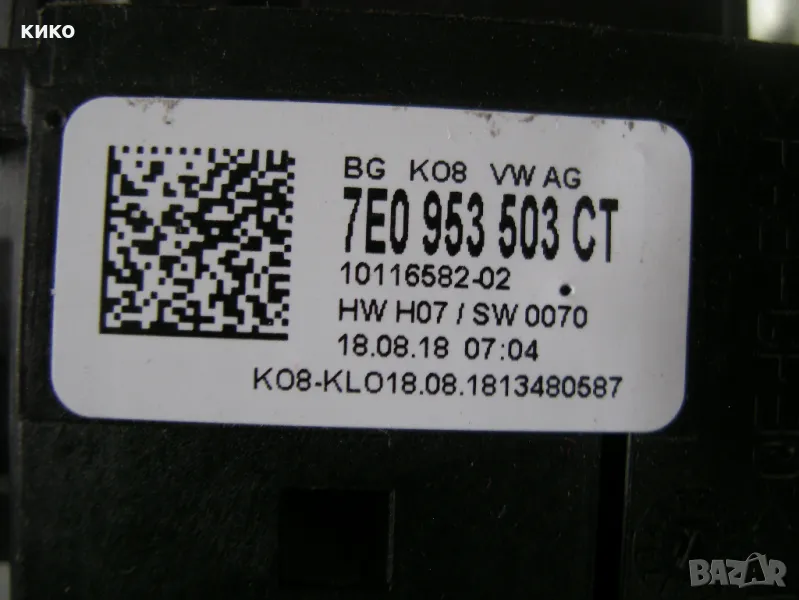 кико
BG K08 VW AG
7E0 953 503 CT
10116582-02
HW H07 / SW 0070
18.08.18 07:04
K08-KLO18.08.1813480587
BAZAR